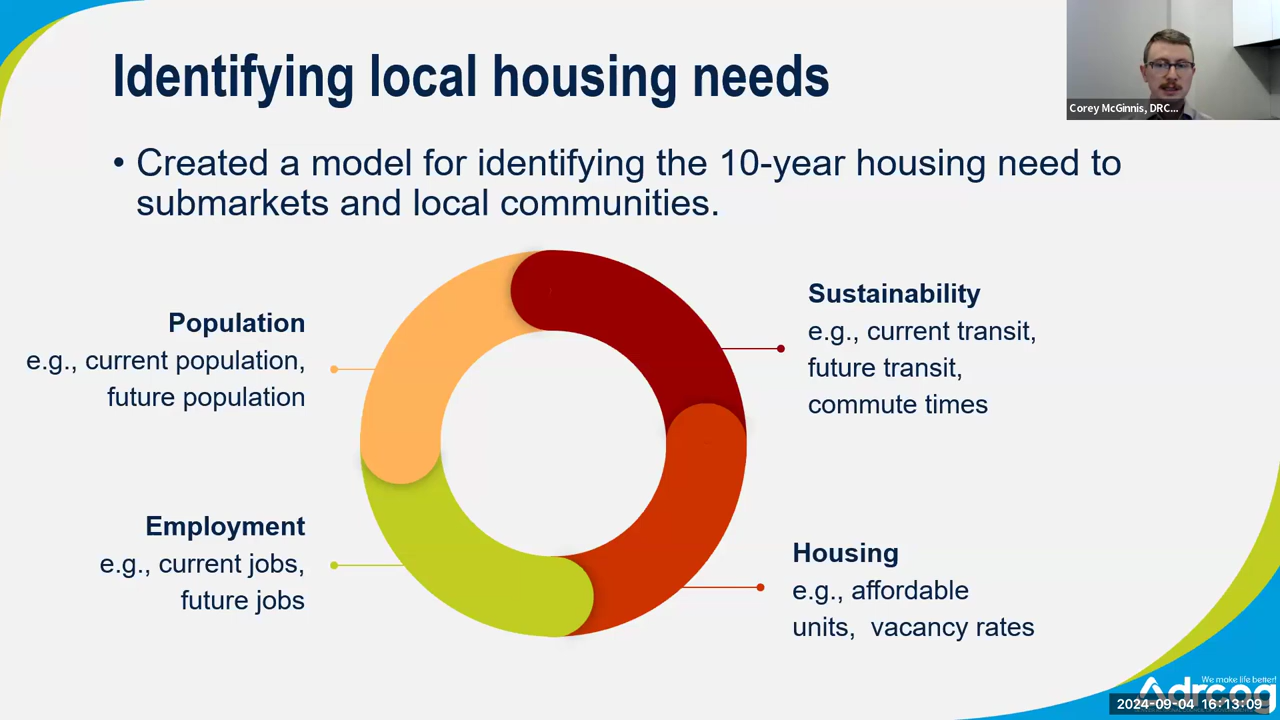 Identifying local housing needs
Corey McGinnis, DRC...
• Created a model for identifying the 10-year housing need to
submarkets and local communities.
Population
e.g., current population,
future population
Sustainability
e.g., current transit,
future transit,
commute times
Employment
e.g., current jobs,
future jobs
Housing
e.g., affordable
units, vacancy rates
We make life better!
drcog
2024-09-04 16:13:09